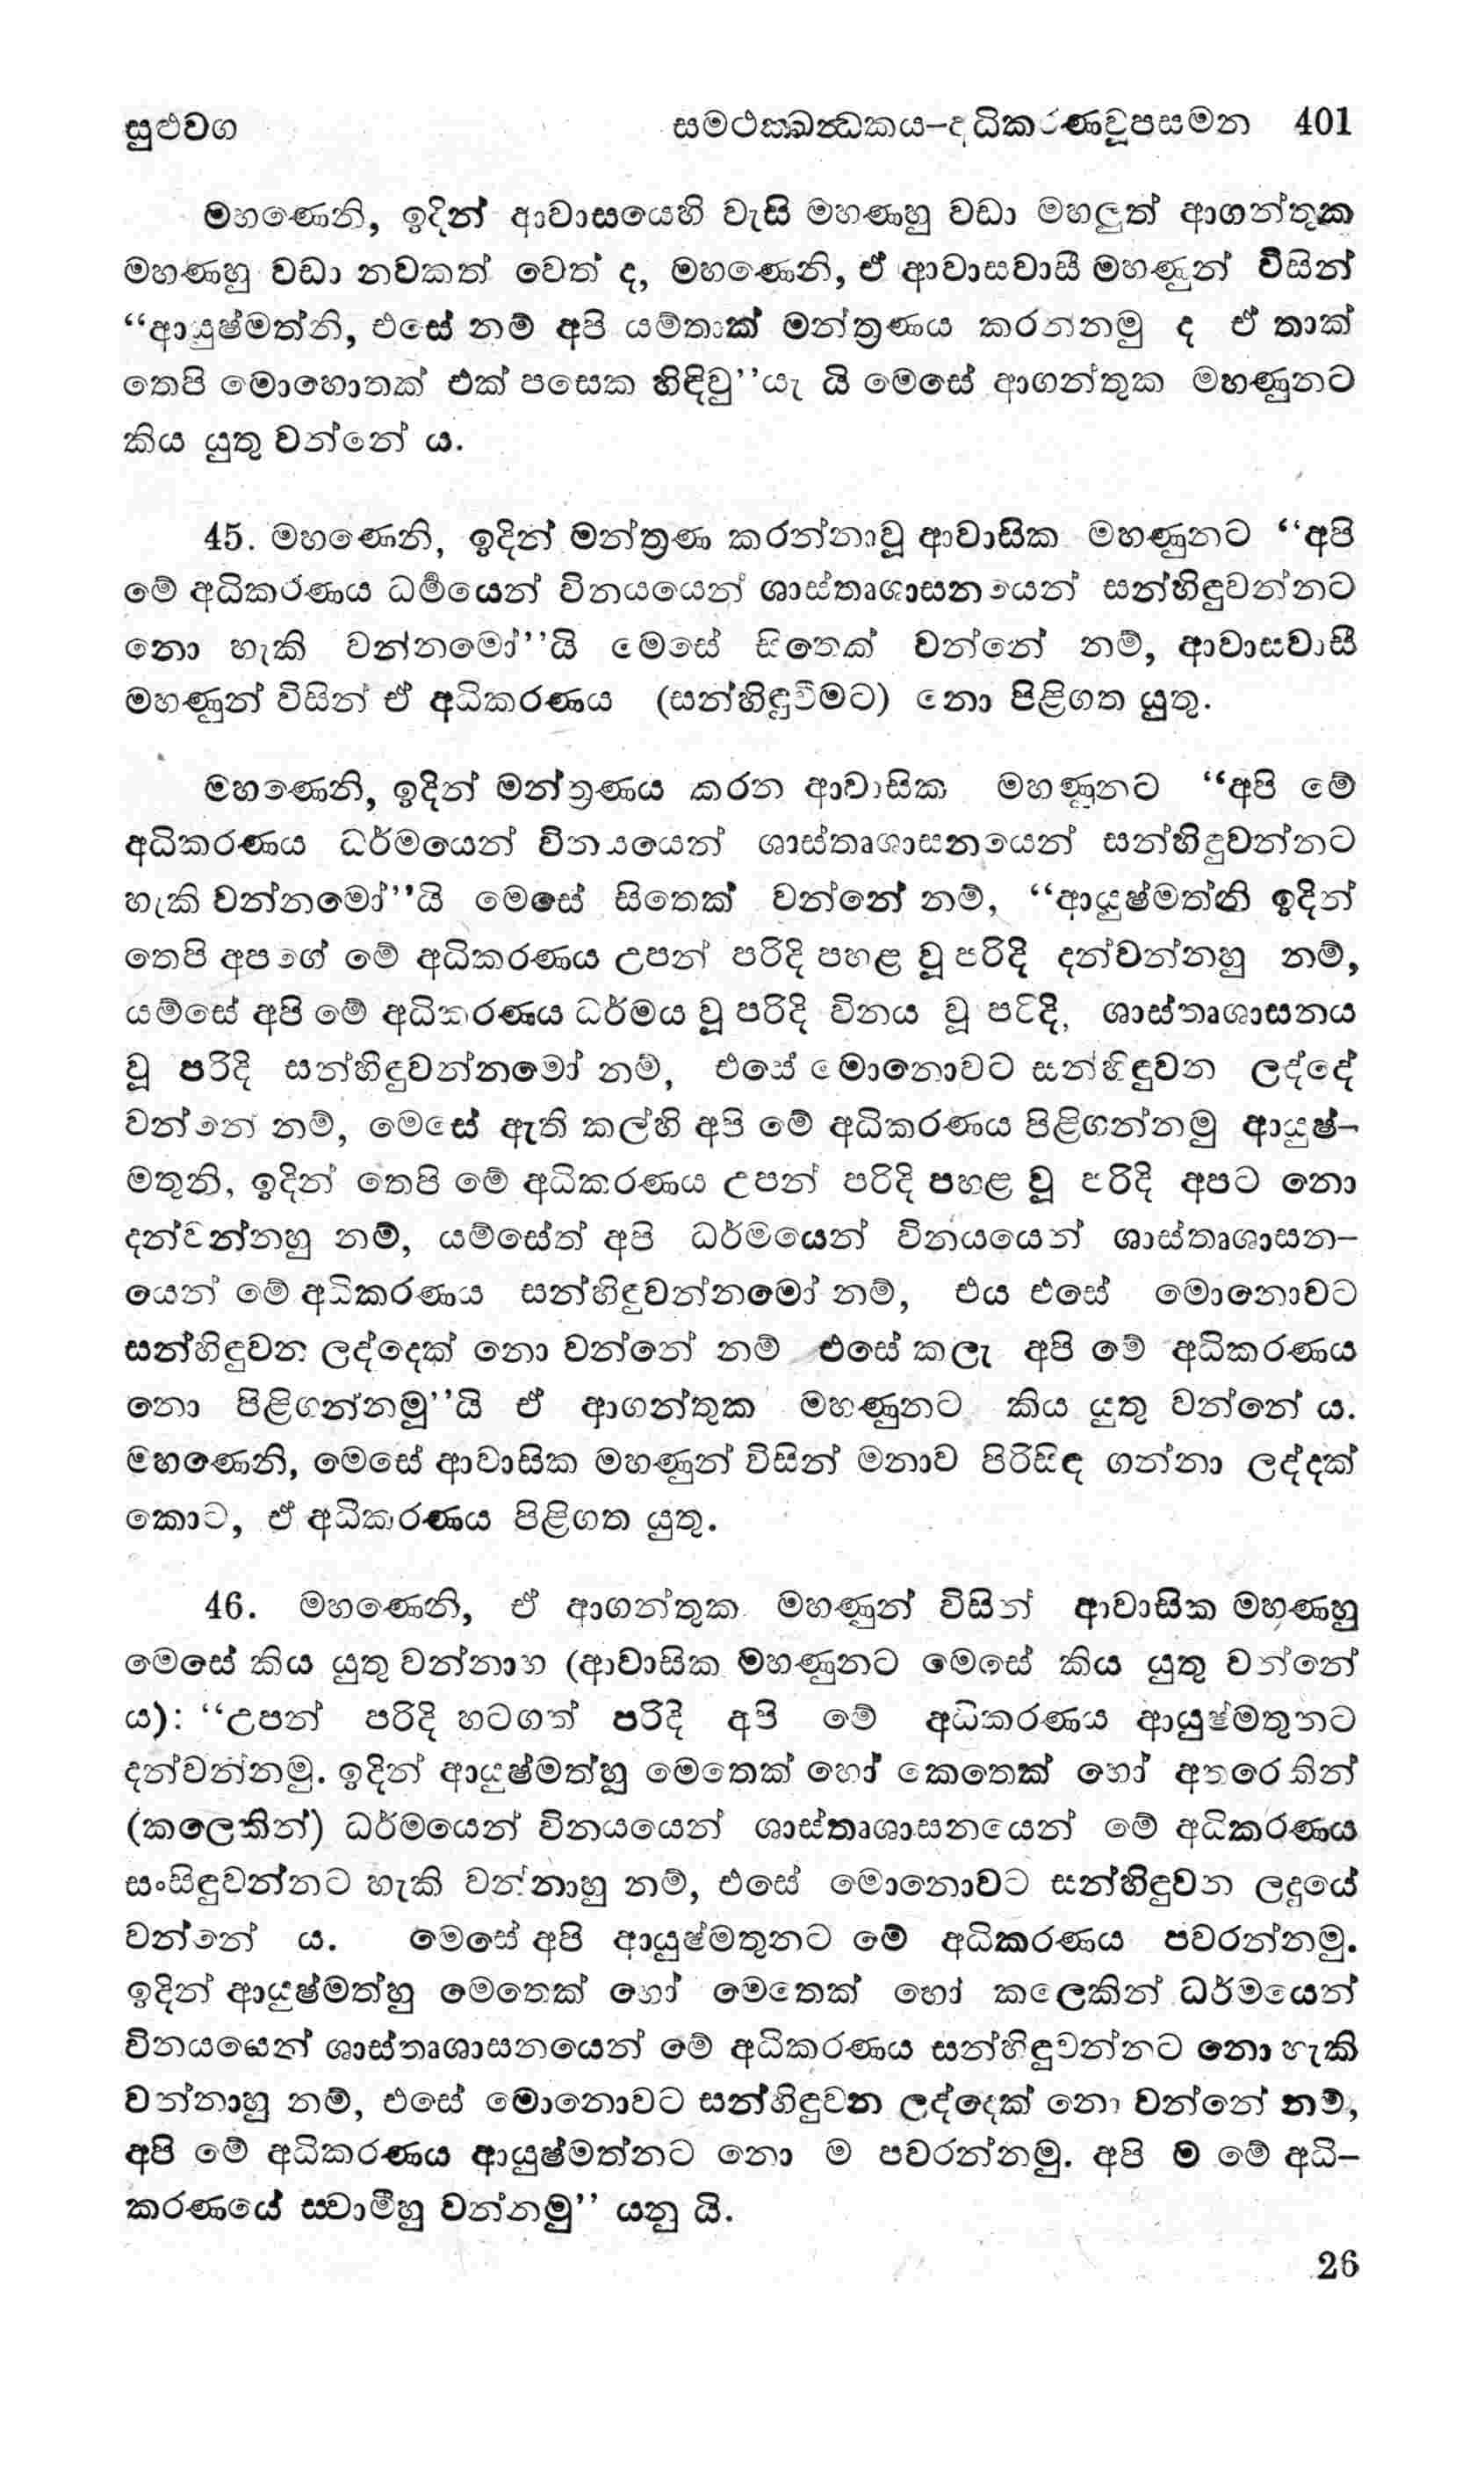 සුළුවග සමථක්ඛන්ධකය-අධිකරණවූපසමන 401
මහණෙනි, ඉදින් ආවාසයෙහි වැසි මහණහු වඩා මහලුත් ආගන්තුක
මහණහු වඩා නවකත් වෙත් ද, මහණෙනි, ඒ ආවාසවාසී මහණුන් විසින්
“ආයුෂ්මත්නි, එසේ නම් අපි යම්තාක් මන්ත්‍රණය කරන්නමු ද ඒ තාක්
තෙපි මොහොතක් එක් පසෙක හිඳිවු’’යැ යි මෙසේ ආගන්තුක මහණුනට
කිය යුතු වන්නේ ය.
45. මහණෙනි, ඉදින් මන්ත්‍රණ කරන්නාවූ ආවාසික මහණුනට “අපි
මේ අධිකරණය ධර්‍මයෙන් විනයයෙන් ශාස්තෘශාසනයෙන් සන්හිඳුවන්නට
නො හැකි වන්නමෝ’’යි මෙසේ සිතෙක් වන්නේ නම්, ආවාසවාසී
මහණුන් විසින් ඒ අධිකරණය (සන්හිඳුවීමට) නො පිළිගත යුතු.
මහණෙනි, ඉදින් මන්ත්‍රණය කරන ආවාසික මහණුනට “අපි මේ
අධිකරණය ධර්මයෙන් විනයයෙන් ශාස්තෘශාසනයෙන් සන්හිඳුවන්නට
හැකි වන්නමෝ’’යි මෙසේ සිතෙක් වන්නේ නම්, “ආයුෂ්මත්නි ඉදින්
තෙපි අපගේ මේ අධිකරණය උපන් පරිදි පහළ වූ පරිදි දන්වන්නහු නම්,
යම්සේ අපි මේ අධිකරණය ධර්මය වූ පරිදි විනය වූ පරිදි, ශාස්තෘශාසනය
වූ පරිදි සන්හිඳුවන්නමෝ නම්, එසේ මොනොවට සන්හිඳුවන ලද්දේ
වන්නේ නම්, මෙසේ ඇති කල්හි අපි මේ අධිකරණය පිළිගන්නමු ආයුෂ්-
මතුනි, ඉදින් තෙපි මේ අධිකරණය උපන් පරිදි පහළ වූ පරිදි අපට නො
දන්වන්නහු නම්, යම්සේත් අපි ධර්මයෙන් විනයයෙන් ශාස්තෘශාසන-
යෙන් මේ අධිකරණය සන්හිඳුවන්නමෝ නම්, එය එසේ මොනොවට
සන්හිඳුවන ලද්දෙක් නො වන්නේ නම් එසේ කලැ අපි මේ අධිකරණය
නො පිළිගන්නමූ’’යි ඒ ආගන්තුක මහණුනට කිය යුතු වන්නේ ය.
මහණෙනි, මෙසේ ආවාසික මහණුන් විසින් මනාව පිරිසිඳ ගන්නා ලද්දක්
කොට, ඒ අධිකරණය පිළිගත යුතු.
46. මහණෙනි, ඒ ආගන්තුක මහණුන් විසින් ආවාසික මහණහු
මෙසේ කිය යුතු වන්නාහ (ආවාසික මහණුනට මෙසේ කිය යුතු වන්නේ
ය): “උපන් පරිදි හටගත් පරිදි අපි මේ අධිකරණය ආයුෂ්මතුනට
දන්වන්නමු. ඉදින් ආයුෂ්මත්හු මෙතෙක් හෝ කෙතෙක් හෝ අතරෙකින්
(කලෙකින්) ධර්මයෙන් විනයයෙන් ශාස්තෘශාසනයෙන් මේ අධිකරණය
සංසිඳුවන්නට හැකි වන්නාහු නම්, එසේ මොනොවට සන්හිඳුවන ලදුයේ
වන්නේ ය. මෙසේ අපි ආයුෂ්මතුනට මේ අධිකරණය පවරන්නමු.
ඉදින් ආයුෂ්මත්හු මෙතෙක් හෝ මෙතෙක් හෝ කලෙකින් ධර්මයෙන්
විනයයෙන් ශාස්තෘශාසනයෙන් මේ අධිකරණය සන්හිඳුවන්නට නො හැකි
වන්නාහු නම්, එසේ මොනොවට සන්හිඳුවන ලද්දෙක් නො වන්නේ නම්,
අපි මේ අධිකරණය ආයුෂ්මත්නට නො ම පවරන්නමු. අපි ම මේ අධි-
කරණයේ ස්වාමීහු වන්නමු’’ යනු යි.
26